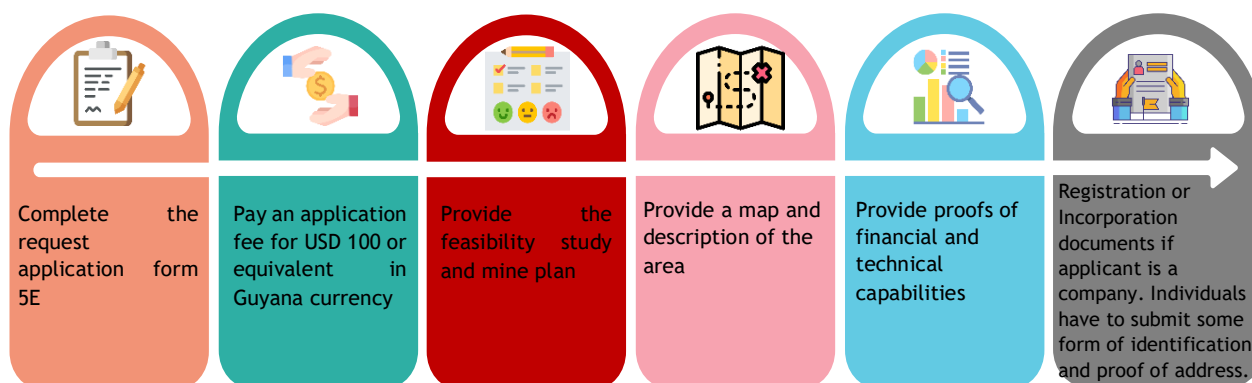 Complete the
request
application form
5E
Pay an application
fee for USD 100 or
equivalent in
Guyana currency
Provide the
feasibility study
and mine plan
Provide a map and
description of the
area
Provide proofs of
financial and
technical
capabilities
Registration or
Incorporation
documents if
applicant is a
company. Individuals
have to submit some
form of identification
and proof of address.